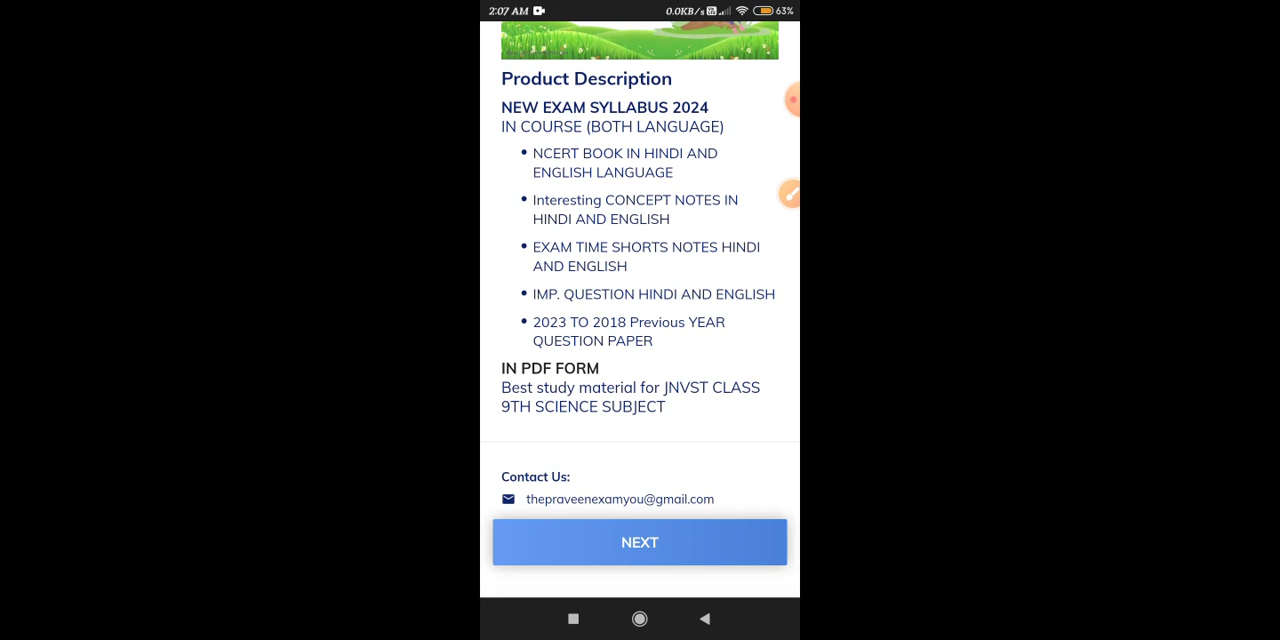 2:07 AM
0.0KB/s
63%
Product Description
NEW EXAM SYLLABUS 2024
IN COURSE (BOTH LANGUAGE)
• NCERT BOOK IN HINDI AND
ENGLISH LANGUAGE
• Interesting CONCEPT NOTES IN
HINDI AND ENGLISH
• EXAM TIME SHORTS NOTES HINDI
AND ENGLISH
• IMP. QUESTION HINDI AND ENGLISH
• 2023 TO 2018 Previous YEAR
QUESTION PAPER
IN PDF FORM
Best study material for JNVST CLASS
9TH SCIENCE SUBJECT
Contact Us:
thepraveenexamyou@gmail.com
NEXT